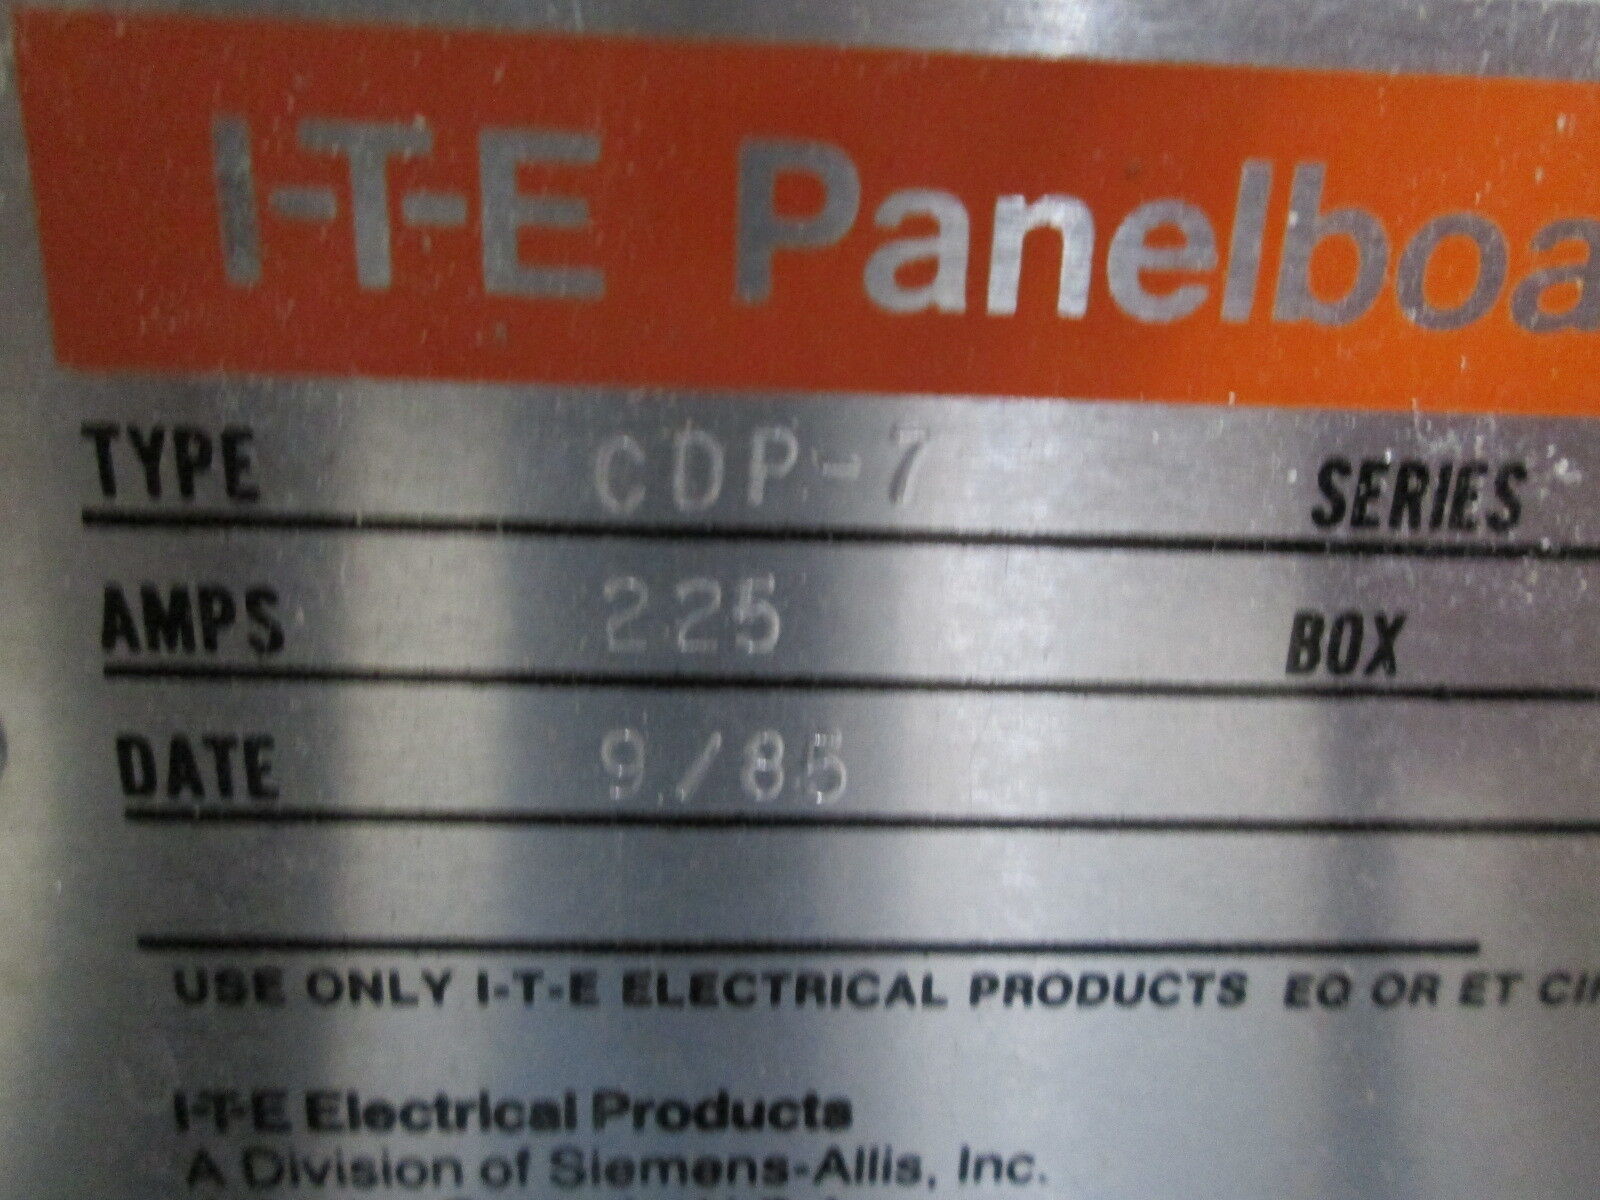 I-T-E Panelboa
TYPE CDP-7 SERIES
AMPS 225 BOX
DATE 9/85
USE ONLY I-T-E ELECTRICAL PRODUCTS EQ OR ET CI
I-T-E Electrical Products
A Division of Siemens-Allis, Inc.